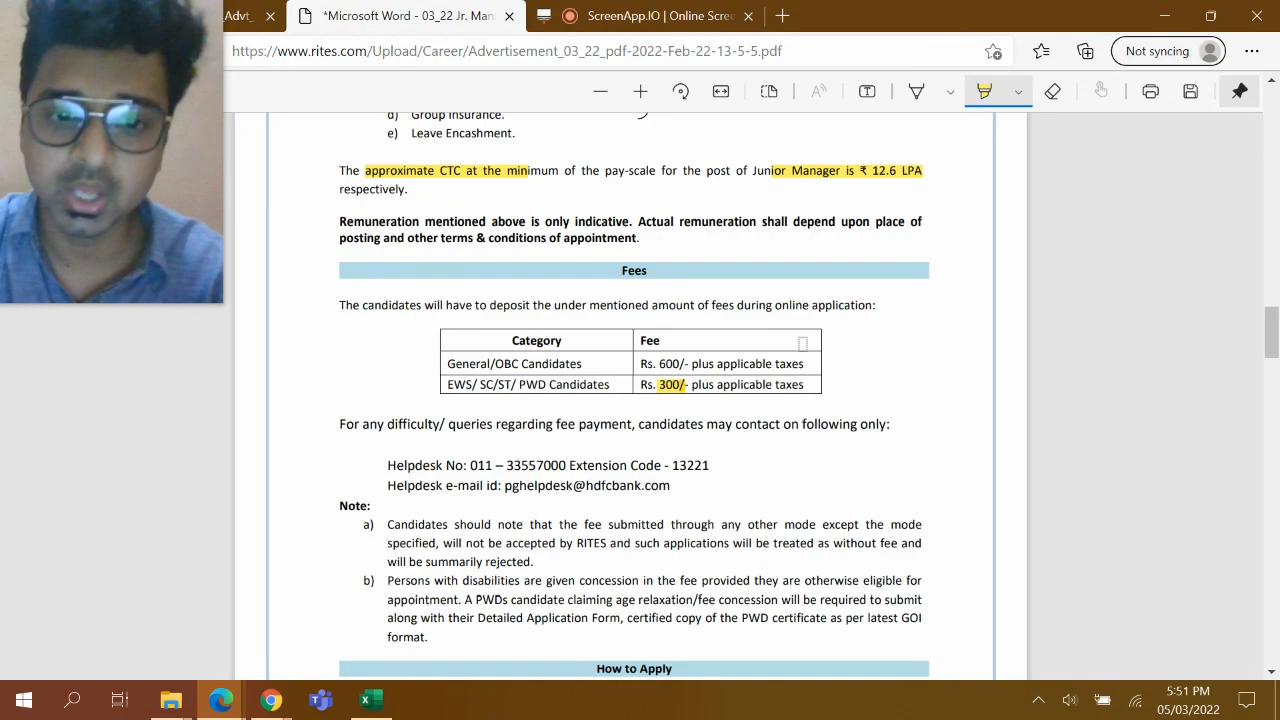 Advt_
*Microsoft Word - 03_22 Jr. Man
ScreenApp.IO | Online Scre
https://www.rites.com/Upload/Career/Advertisement_03_22_pdf-2022-Feb-22-13-5-5.pdf
Not syncing
d) Group Insurance.
e) Leave Encashment.
The approximate CTC at the minimum of the pay-scale for the post of Junior Manager is ₹ 12.6 LPA
respectively.
Remuneration mentioned above is only indicative. Actual remuneration shall depend upon place of
posting and other terms & conditions of appointment.
Fees
The candidates will have to deposit the under mentioned amount of fees during online application:
Category Fee
General/OBC Candidates Rs. 600/- plus applicable taxes
EWS/ SC/ST/ PWD Candidates Rs. 300/- plus applicable taxes
For any difficulty/ queries regarding fee payment, candidates may contact on following only:
Helpdesk No: 011 – 33557000 Extension Code - 13221
Helpdesk e-mail id: pghelpdesk@hdfcbank.com
Note:
a) Candidates should note that the fee submitted through any other mode except the mode
specified, will not be accepted by RITES and such applications will be treated as without fee and
will be summarily rejected.
b) Persons with disabilities are given concession in the fee provided they are otherwise eligible for
appointment. A PWDs candidate claiming age relaxation/fee concession will be required to submit
along with their Detailed Application Form, certified copy of the PWD certificate as per latest GOI
format.
How to Apply
5:51 PM
05/03/2022